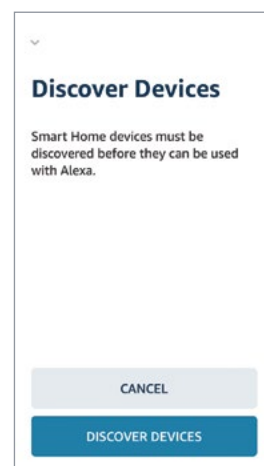 Discover Devices
Smart Home devices must be
discovered before they can be used
with Alexa.
CANCEL
DISCOVER DEVICES